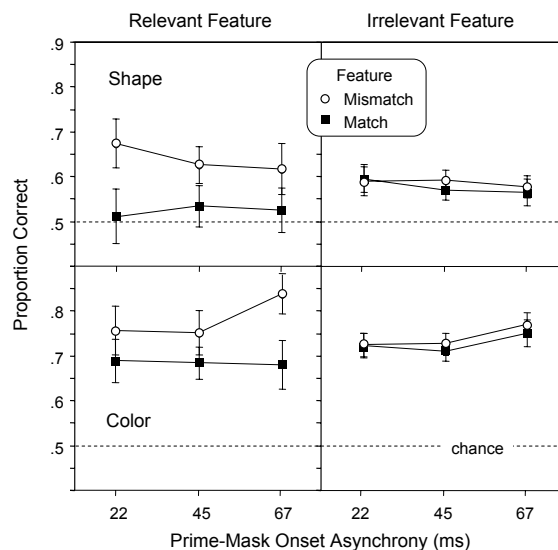 Relevant Feature
Irrelevant Feature
.9
Shape
.8
.7
.6
.5
Feature
Mismatch
Match
Proportion Correct
.8
.7
.6
Color
.5
chance
22
45
67
22
45
67
Prime-Mask Onset Asynchrony (ms)